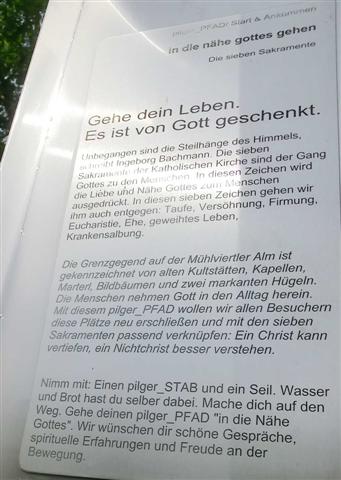 pilger_PFAD! Start & Ankommen
in die nähe gottes gehen
Die sieben Sakramente
Gehe dein Leben.
Es ist von Gott geschenkt.
Unbegangen sind die Steilhänge des Himmels,
schreibt Ingeborg Bachmann. Die sieben
Sakramente der Katholischen Kirche sind der Gang
Gottes zu den Menschen. In diesen Zeichen wird
die Liebe und Nähe Gottes zum Menschen
ausgedrückt. In diesen sieben Zeichen gehen wir
ihm auch entgegen: Taufe, Versöhnung, Firmung,
Eucharistie, Ehe, geweihtes Leben,
Krankensalbung.
Die Grenzgegend auf der Mühlviertler Alm ist
gekennzeichnet von alten Kultstätten, Kapellen,
Marterl, Bildbäumen und zwei markanten Hügeln.
Die Menschen nehmen Gott in den Alltag herein.
Mit diesem pilger_PFAD wollen wir allen Besuchern
diese Plätze neu erschließen und mit den sieben
Sakramenten passend verknüpfen: Ein Christ kann
vertiefen, ein Nichtchrist besser verstehen.
Nimm mit: Einen pilger_STAB und ein Seil. Wasser
und Brot hast du selber dabei. Mache dich auf den
Weg. Gehe deinen pilger_PFAD "in die Nähe
Gottes". Wir wünschen dir schöne Gespräche,
spirituelle Erfahrungen und Freude an der
Bewegung.